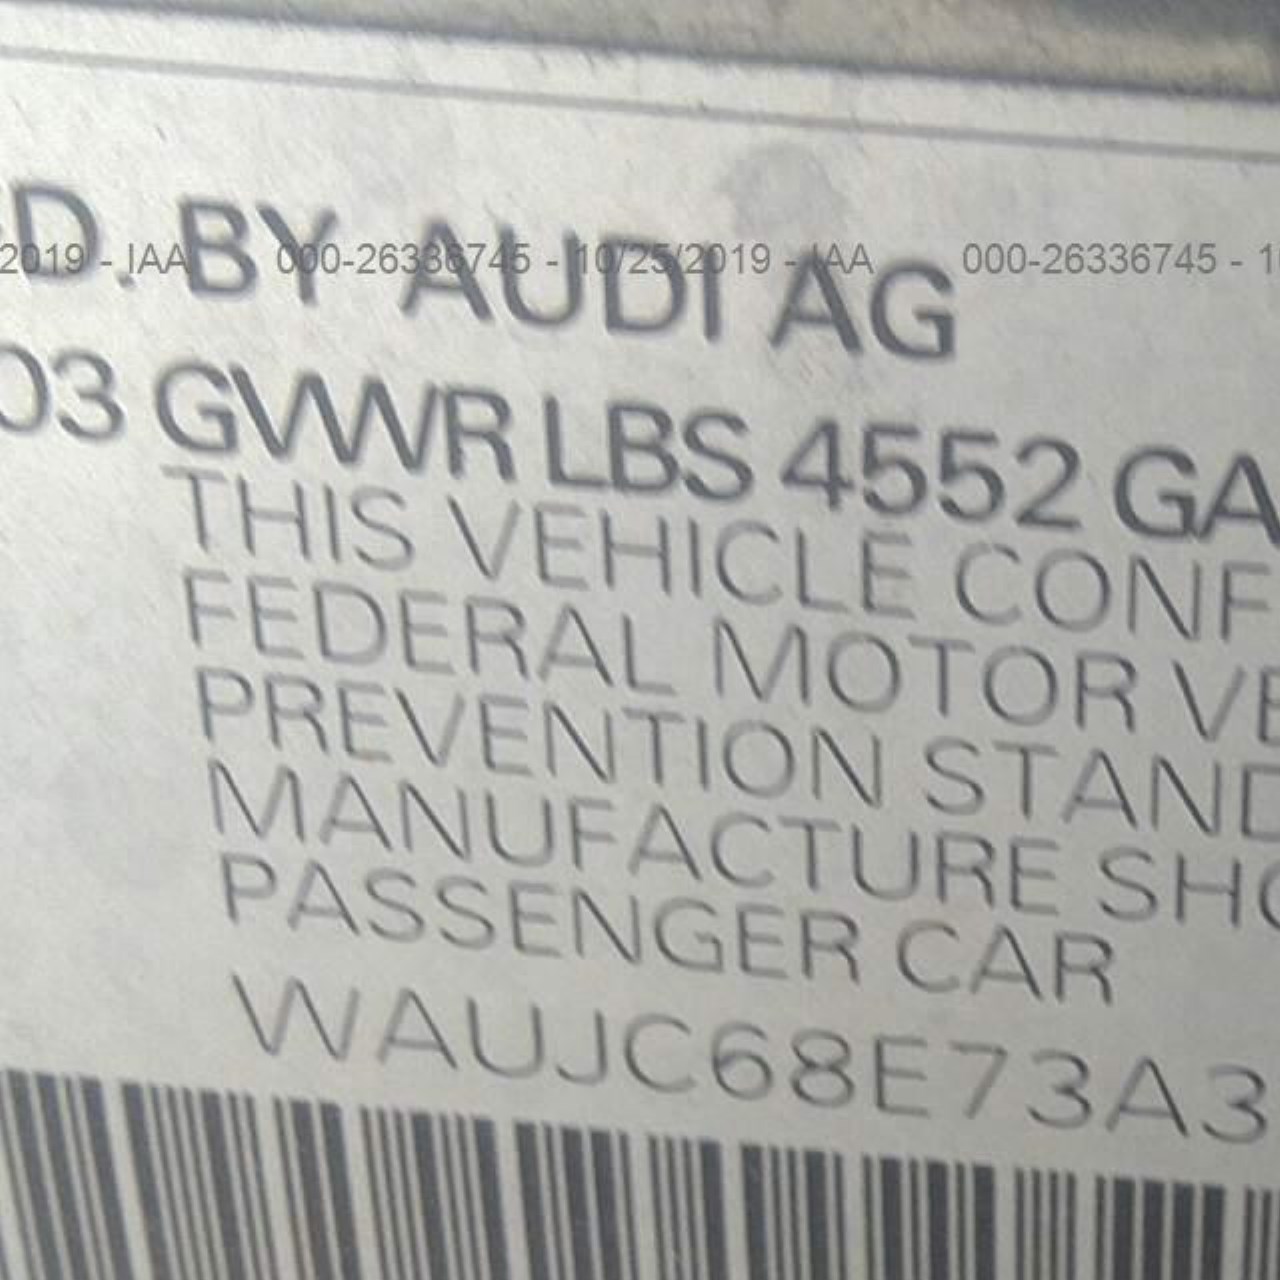 D. BY AUDI AG
2019 - IAA 000-26336745 - 10/25/2019 - IAA 000-26336745 - 1
03 GVWR LBS 4552 GA
THIS VEHICLE CONF
FEDERAL MOTOR VE
PREVENTION STAND
MANUFACTURE SHO
PASSENGER CAR
WAUJC68E73A3